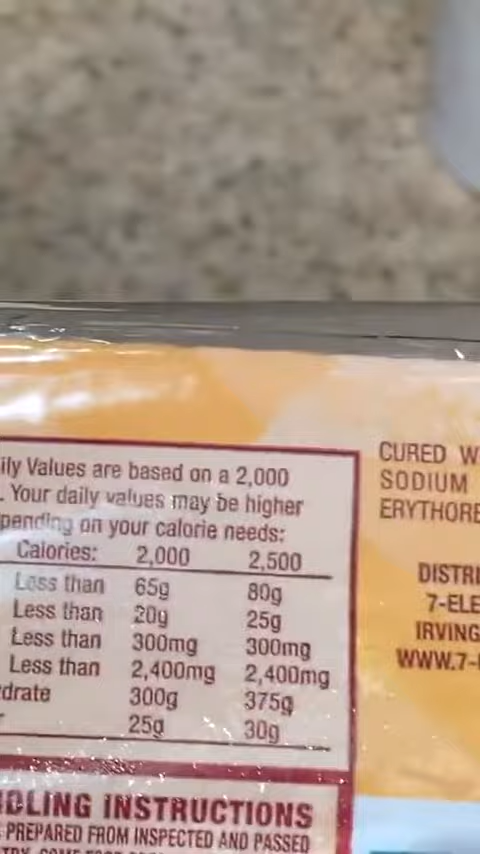 ily Values are based on a 2,000
. Your daily values may be higher
pending on your calorie needs:
Calories: 2,000 2,500
Less than 65g 80g
Less than 20g 25g
Less than 300mg 300mg
Less than 2,400mg 2,400mg
drate 300g 375g
r 25g 30g
DLING INSTRUCTIONS
PREPARED FROM INSPECTED AND PASSED
CURED W
SODIUM
ERYTHORB
DISTRI
7-ELE
IRVING
WWW.7-